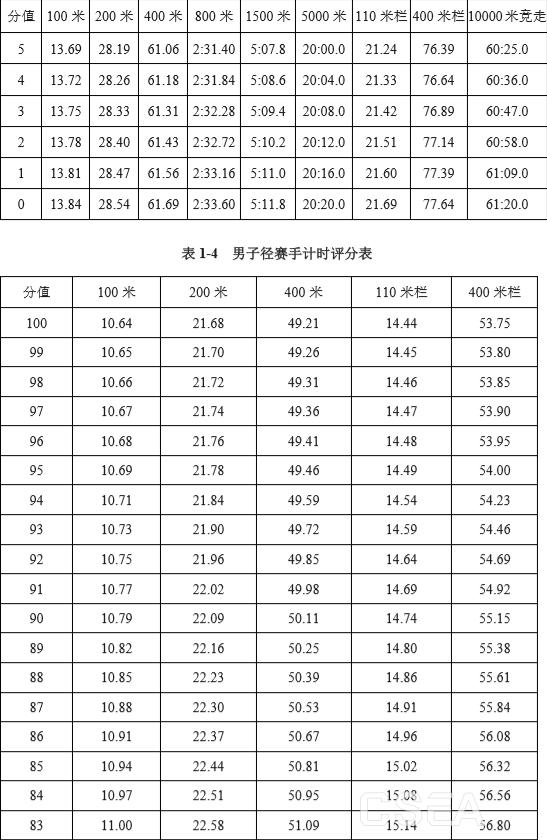 分值 100 米 200 米 400 米 800 米 1500 米 5000 米 110 米栏 400 米栏 10000 米竞走
5 13.69 28.19 61.06 2:31.40 5:07.8 20:00.0 21.24 76.39 60:25.0
4 13.72 28.26 61.18 2:31.84 5:08.6 20:04.0 21.33 76.64 60:36.0
3 13.75 28.33 61.31 2:32.28 5:09.4 20:08.0 21.42 76.89 60:47.0
2 13.78 28.40 61.43 2:32.72 5:10.2 20:12.0 21.51 77.14 60:58.0
1 13.81 28.47 61.56 2:33.16 5:11.0 20:16.0 21.60 77.39 61:09.0
0 13.84 28.54 61.69 2:33.60 5:11.8 20:20.0 21.69 77.64 61:20.0
表 1-4 男子径赛手计时评分表
分值 100 米 200 米 400 米 110 米栏 400 米栏
100 10.64 21.68 49.21 14.44 53.75
99 10.65 21.70 49.26 14.45 53.80
98 10.66 21.72 49.31 14.46 53.85
97 10.67 21.74 49.36 14.47 53.90
96 10.68 21.76 49.41 14.48 53.95
95 10.69 21.78 49.46 14.49 54.00
94 10.71 21.84 49.59 14.54 54.23
93 10.73 21.90 49.72 14.59 54.46
92 10.75 21.96 49.85 14.64 54.69
91 10.77 22.02 49.98 14.69 54.92
90 10.79 22.09 50.11 14.74 55.15
89 10.82 22.16 50.25 14.80 55.38
88 10.85 22.23 50.39 14.86 55.61
87 10.88 22.30 50.53 14.91 55.84
86 10.91 22.37 50.67 14.96 56.08
85 10.94 22.44 50.81 15.02 56.32
84 10.97 22.51 50.95 15.08 56.56
83 11.00 22.58 51.09 15.14 56.80
CSEA